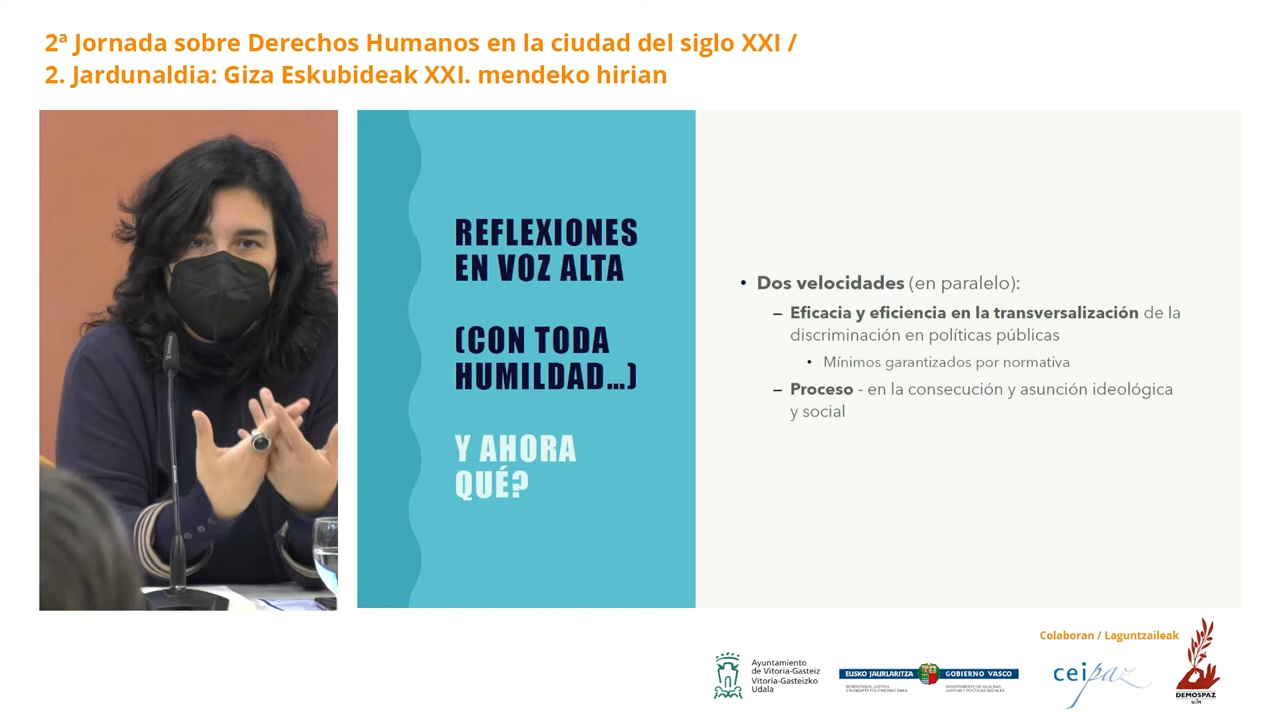 2ª Jornada sobre Derechos Humanos en la ciudad del siglo XXI /
2. Jardunaldia: Giza Eskubideak XXI. mendeko hirian
REFLEXIONES
EN VOZ ALTA
(CON TODA
HUMILDAD...)
Y AHORA
QUÉ?
• Dos velocidades (en paralelo):
– Eficacia y eficiencia en la transversalización de la
discriminación en políticas públicas
• Mínimos garantizados por normativa
– Proceso - en la consecución y asunción ideológica
y social
Colaboran / Laguntzaileak
Ayuntamiento
de Vitoria-Gasteiz
Vitoria-Gasteizko
Udala
EUSKO JAURLARITZA
GOBIERNO VASCO
ceipaz
DEMOSPAZ